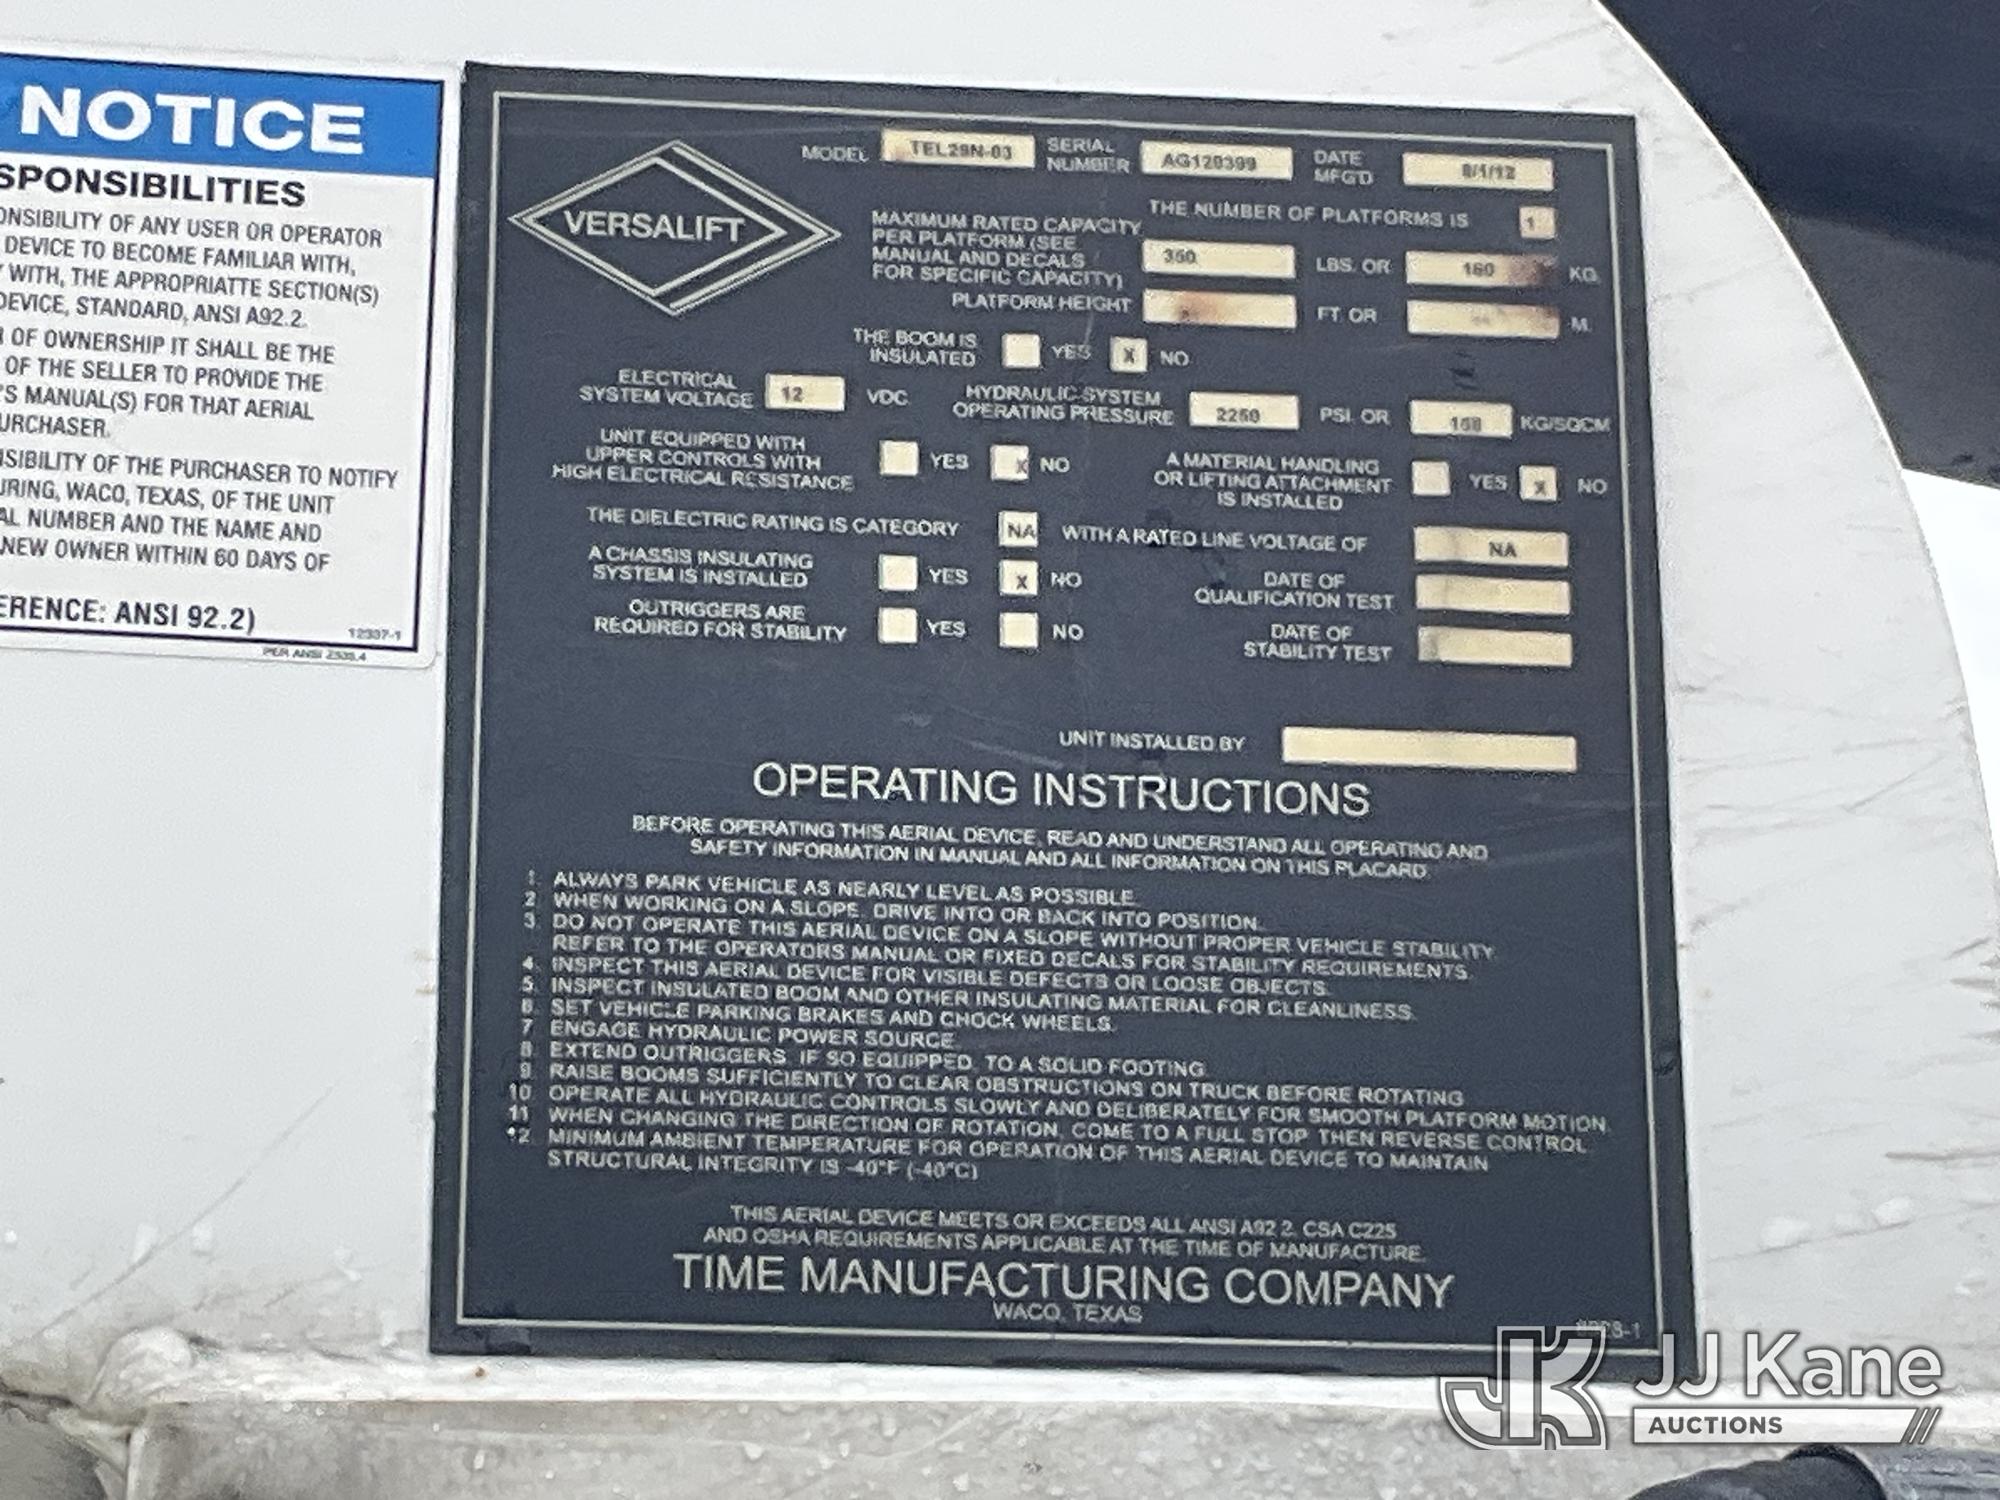 NOTICE
SPONSIBILITIES
ONSIBILITY OF ANY USER OR OPERATOR
DEVICE TO BECOME FAMILIAR WITH,
WITH, THE APPROPRIATTE SECTION(S)
DEVICE, STANDARD, ANSI A92.2.
OF OWNERSHIP IT SHALL BE THE
OF THE SELLER TO PROVIDE THE
'S MANUAL(S) FOR THAT AERIAL
URCHASER.
NSIBILITY OF THE PURCHASER TO NOTIFY
URING, WACO, TEXAS, OF THE UNIT
AL NUMBER AND THE NAME AND
NEW OWNER WITHIN 60 DAYS OF
ERENCE: ANSI 92.2)
12337-1
PER ANSI Z535.4
VERSALIFT
MODEL TEL29N-03 SERIAL NUMBER AG120399 DATE MFG'D 8/1/12
THE NUMBER OF PLATFORMS IS 1
MAXIMUM RATED CAPACITY
PER PLATFORM (SEE
MANUAL AND DECALS
FOR SPECIFIC CAPACITY) 350 LBS. OR 160 KG.
PLATFORM HEIGHT FT. OR M.
THE BOOM IS
INSULATED YES X NO
ELECTRICAL
SYSTEM VOLTAGE 12 VDC.
HYDRAULIC SYSTEM
OPERATING PRESSURE 2250 PSI. OR 158 KG/SQCM
UNIT EQUIPPED WITH
UPPER CONTROLS WITH
HIGH ELECTRICAL RESISTANCE YES X NO
A MATERIAL HANDLING
OR LIFTING ATTACHMENT
IS INSTALLED YES X NO
THE DIELECTRIC RATING IS CATEGORY NA WITH A RATED LINE VOLTAGE OF NA
A CHASSIS INSULATING
SYSTEM IS INSTALLED YES X NO
DATE OF
QUALIFICATION TEST
OUTRIGGERS ARE
REQUIRED FOR STABILITY YES NO
DATE OF
STABILITY TEST
UNIT INSTALLED BY
OPERATING INSTRUCTIONS
BEFORE OPERATING THIS AERIAL DEVICE, READ AND UNDERSTAND ALL OPERATING AND
SAFETY INFORMATION IN MANUAL AND ALL INFORMATION ON THIS PLACARD.
1. ALWAYS PARK VEHICLE AS NEARLY LEVEL AS POSSIBLE.
2. WHEN WORKING ON A SLOPE, DRIVE INTO OR BACK INTO POSITION.
3. DO NOT OPERATE THIS AERIAL DEVICE ON A SLOPE WITHOUT PROPER VEHICLE STABILITY.
REFER TO THE OPERATORS MANUAL OR FIXED DECALS FOR STABILITY REQUIREMENTS.
4. INSPECT THIS AERIAL DEVICE FOR VISIBLE DEFECTS OR LOOSE OBJECTS.
5. INSPECT INSULATED BOOM AND OTHER INSULATING MATERIAL FOR CLEANLINESS.
6. SET VEHICLE PARKING BRAKES AND CHOCK WHEELS.
7. ENGAGE HYDRAULIC POWER SOURCE.
8. EXTEND OUTRIGGERS, IF SO EQUIPPED, TO A SOLID FOOTING.
9. RAISE BOOMS SUFFICIENTLY TO CLEAR OBSTRUCTIONS ON TRUCK BEFORE ROTATING
10. OPERATE ALL HYDRAULIC CONTROLS SLOWLY AND DELIBERATELY FOR SMOOTH PLATFORM MOTION.
11. WHEN CHANGING THE DIRECTION OF ROTATION, COME TO A FULL STOP, THEN REVERSE CONTROL
12. MINIMUM AMBIENT TEMPERATURE FOR OPERATION OF THIS AERIAL DEVICE TO MAINTAIN
STRUCTURAL INTEGRITY IS -40°F (-40°C)
THIS AERIAL DEVICE MEETS OR EXCEEDS ALL ANSI A92.2, CSA C225
AND OSHA REQUIREMENTS APPLICABLE AT THE TIME OF MANUFACTURE.
TIME MANUFACTURING COMPANY
WACO, TEXAS
JK JJ Kane
AUCTIONS